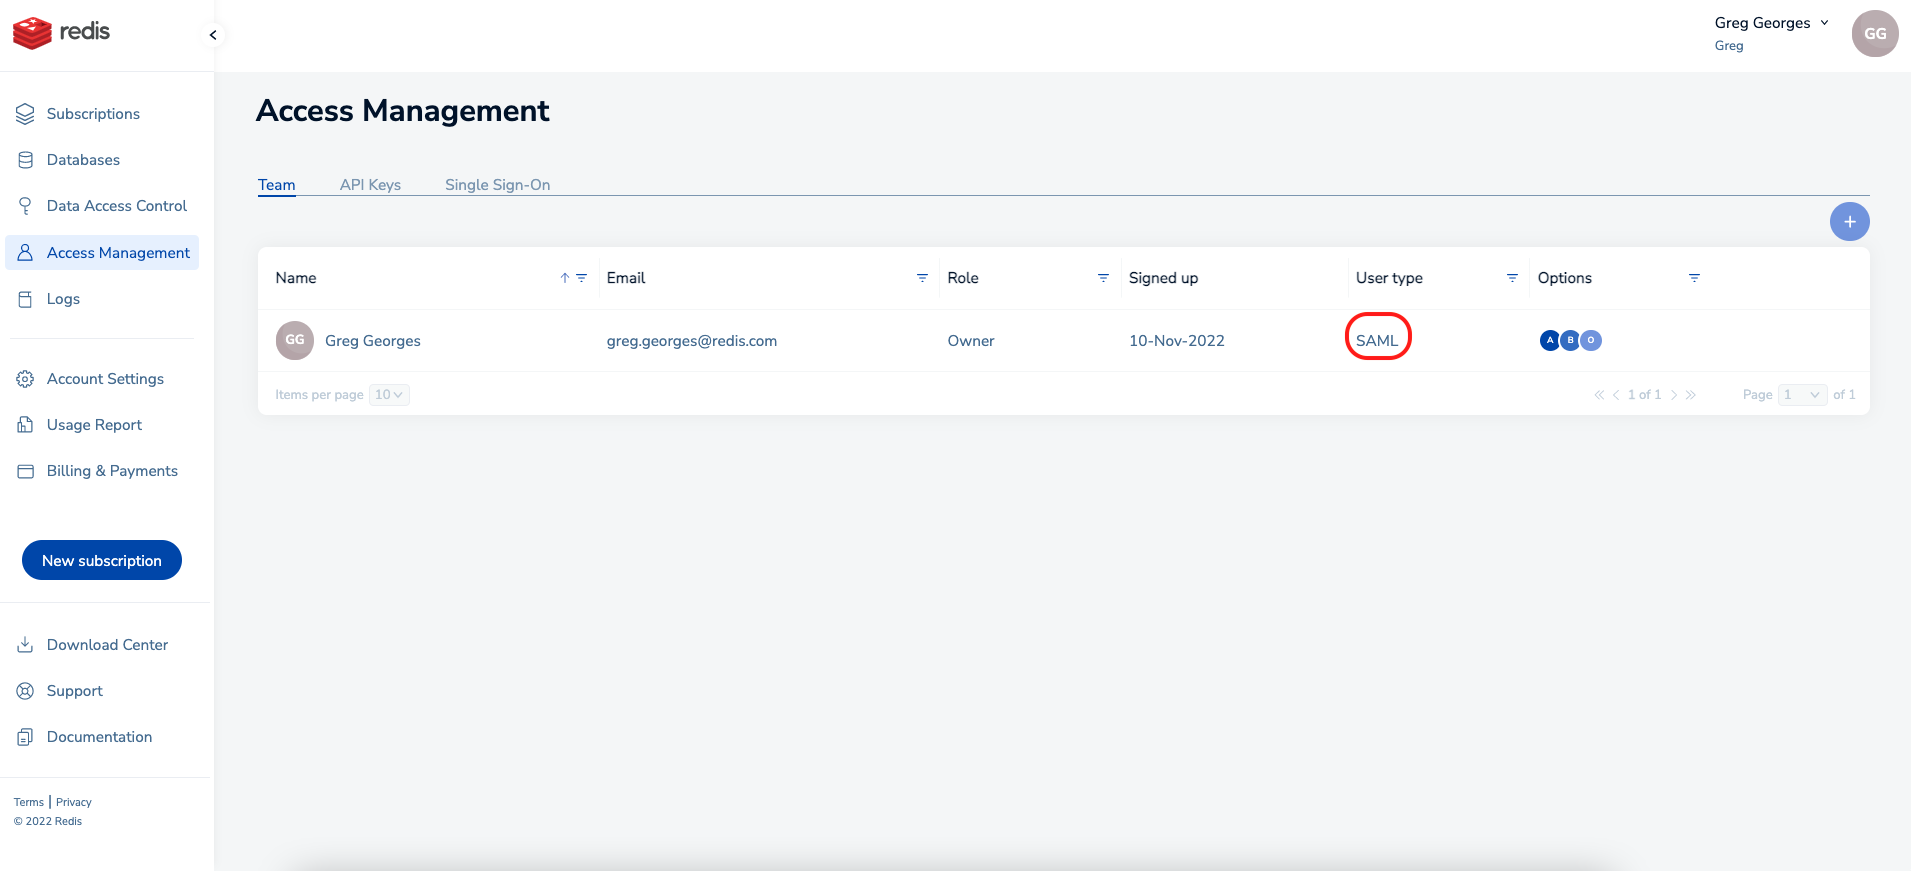 redis
Greg Georges
Greg
GG
Subscriptions
Databases
Data Access Control
Access Management
Logs
Account Settings
Usage Report
Billing & Payments
New subscription
Download Center
Support
Documentation
Terms | Privacy
© 2022 Redis
Access Management
Team API Keys Single Sign-On
+
Name Email Role Signed up User type Options
GG Greg Georges greg.georges@redis.com Owner 10-Nov-2022 SAML A B O
Items per page 10 1 of 1 Page 1 of 1